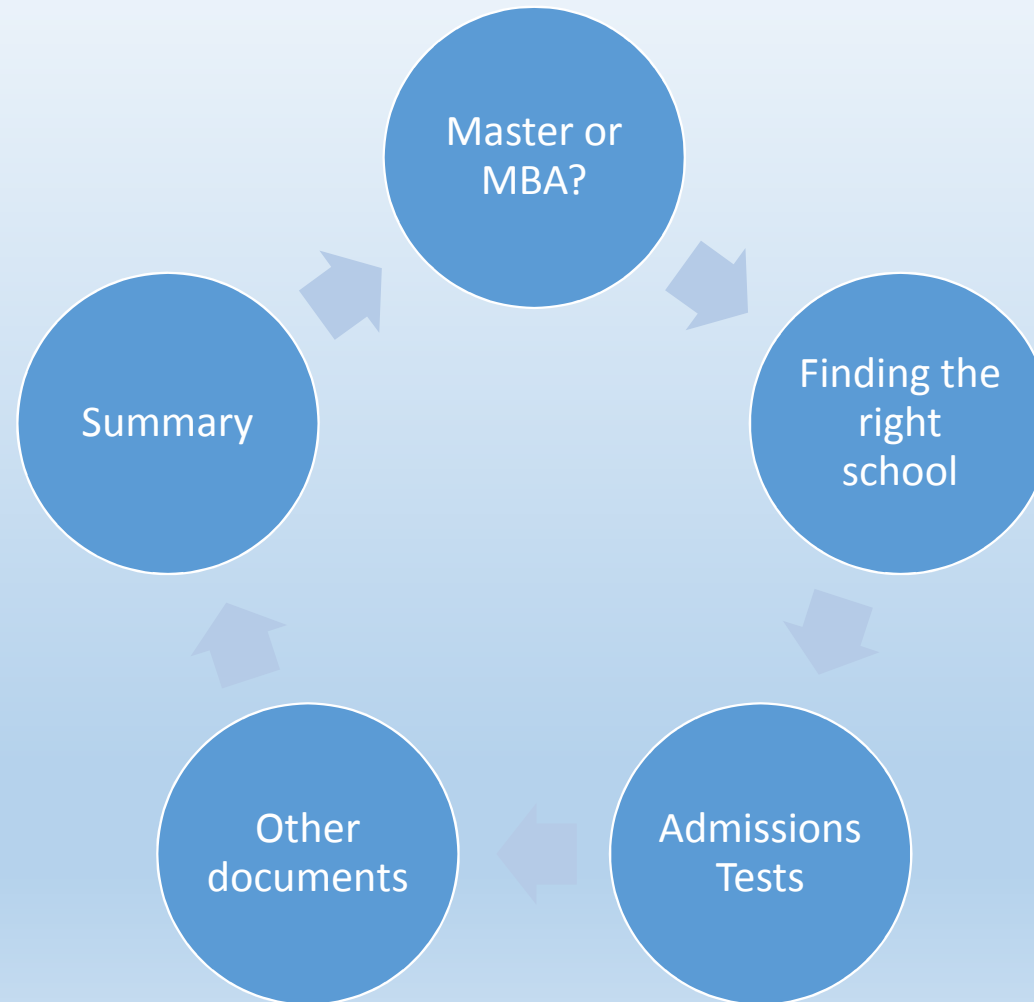 Master or
MBA?
Finding the
right
school
Admissions
Tests
Other
documents
Summary